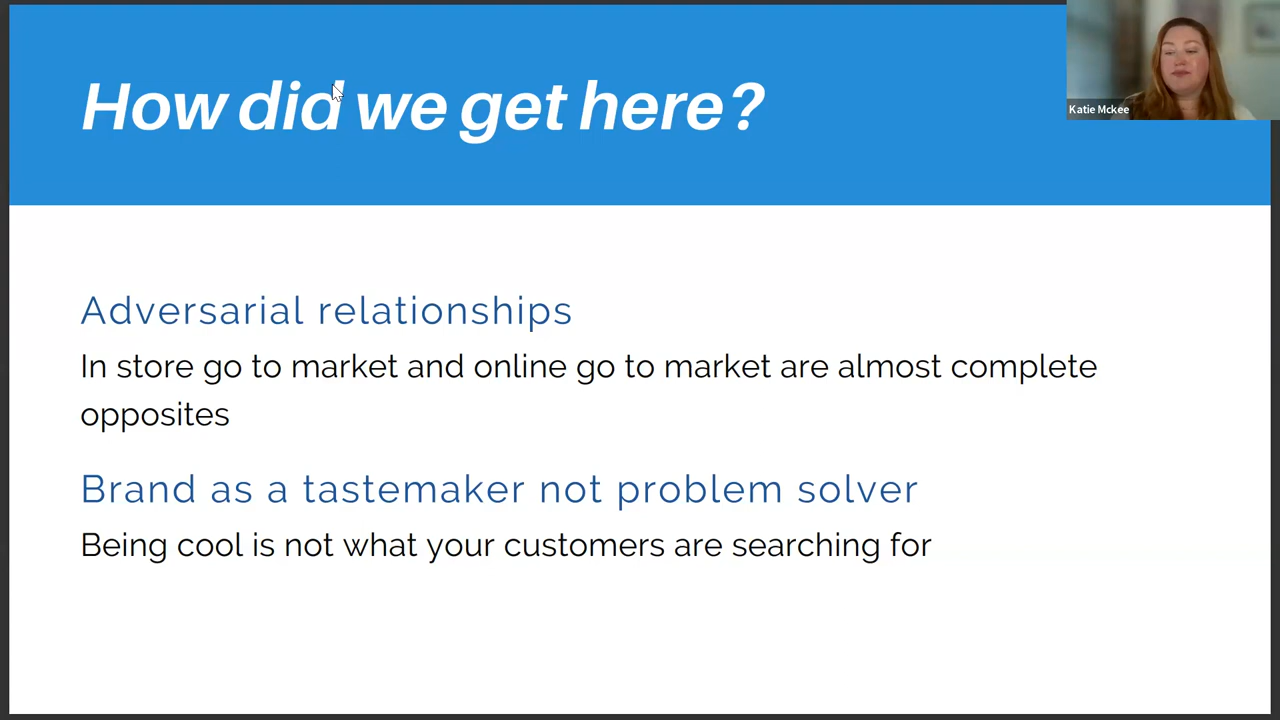 How did we get here?
Katie Mckee
Adversarial relationships
In store go to market and online go to market are almost complete
opposites
Brand as a tastemaker not problem solver
Being cool is not what your customers are searching for